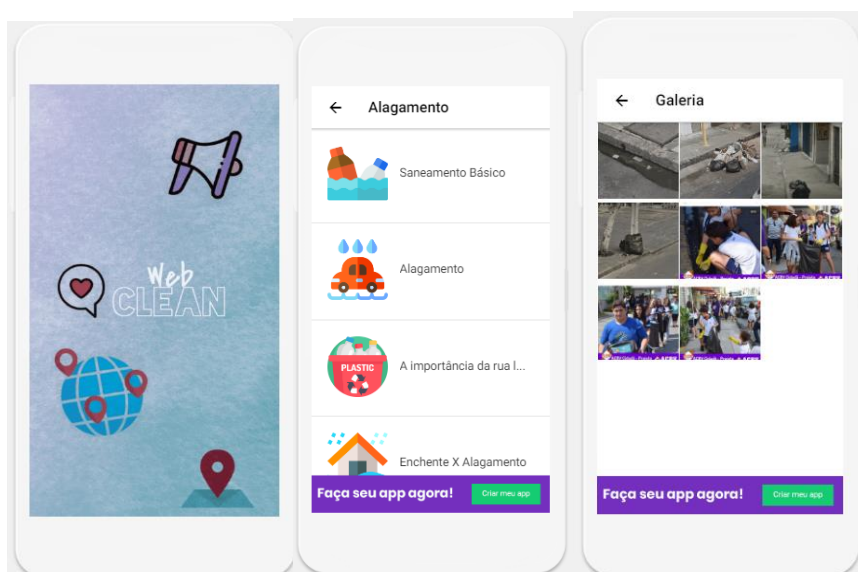 Web
CLEAN
Alagamento
Saneamento Básico
Alagamento
PLASTIC
A importância da rua l...
Enchente X Alagamento
Faça seu app agora!
Criar meu app
Galeria
Faça seu app agora!
Criar meu app